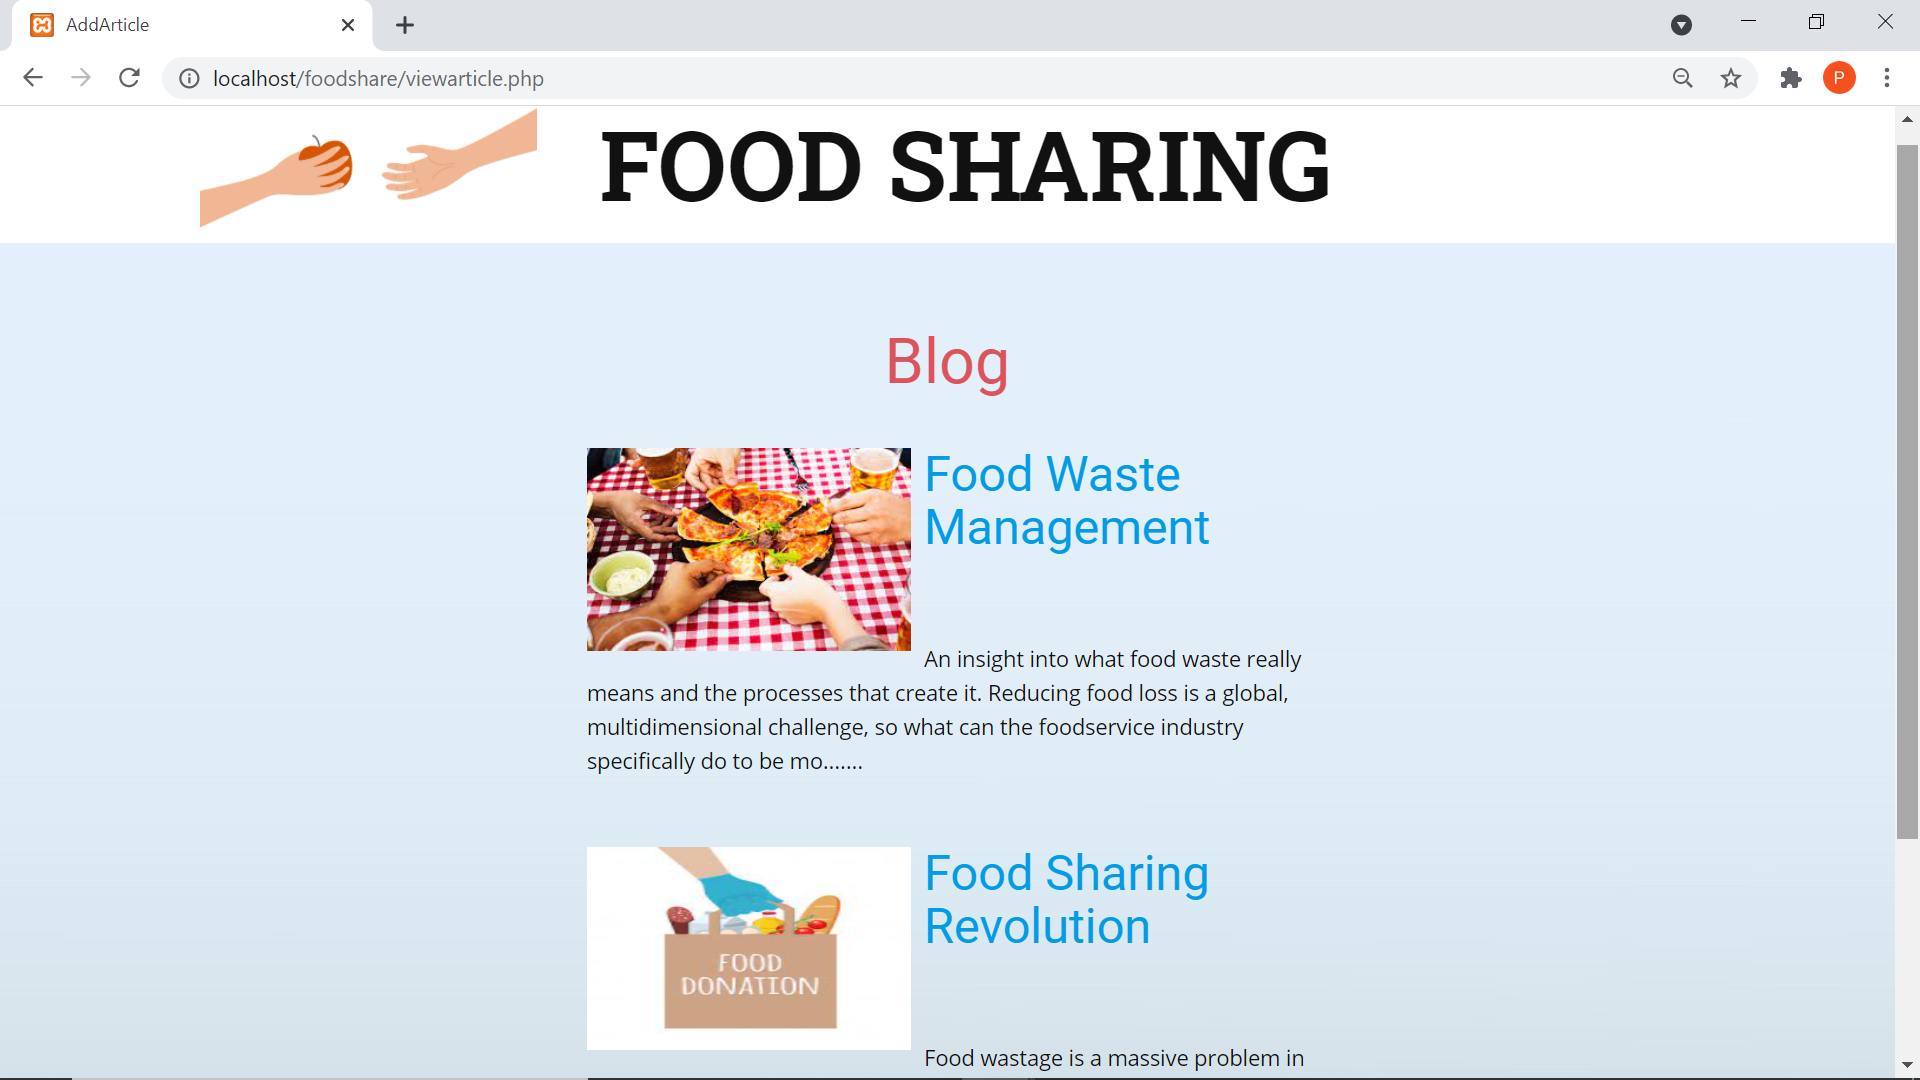 AddArticle
localhost/foodshare/viewarticle.php
P
FOOD SHARING
Blog
Food Waste
Management
An insight into what food waste really
means and the processes that create it. Reducing food loss is a global,
multidimensional challenge, so what can the foodservice industry
specifically do to be mo.......
Food Sharing
Revolution
FOOD
DONATION
Food wastage is a massive problem in